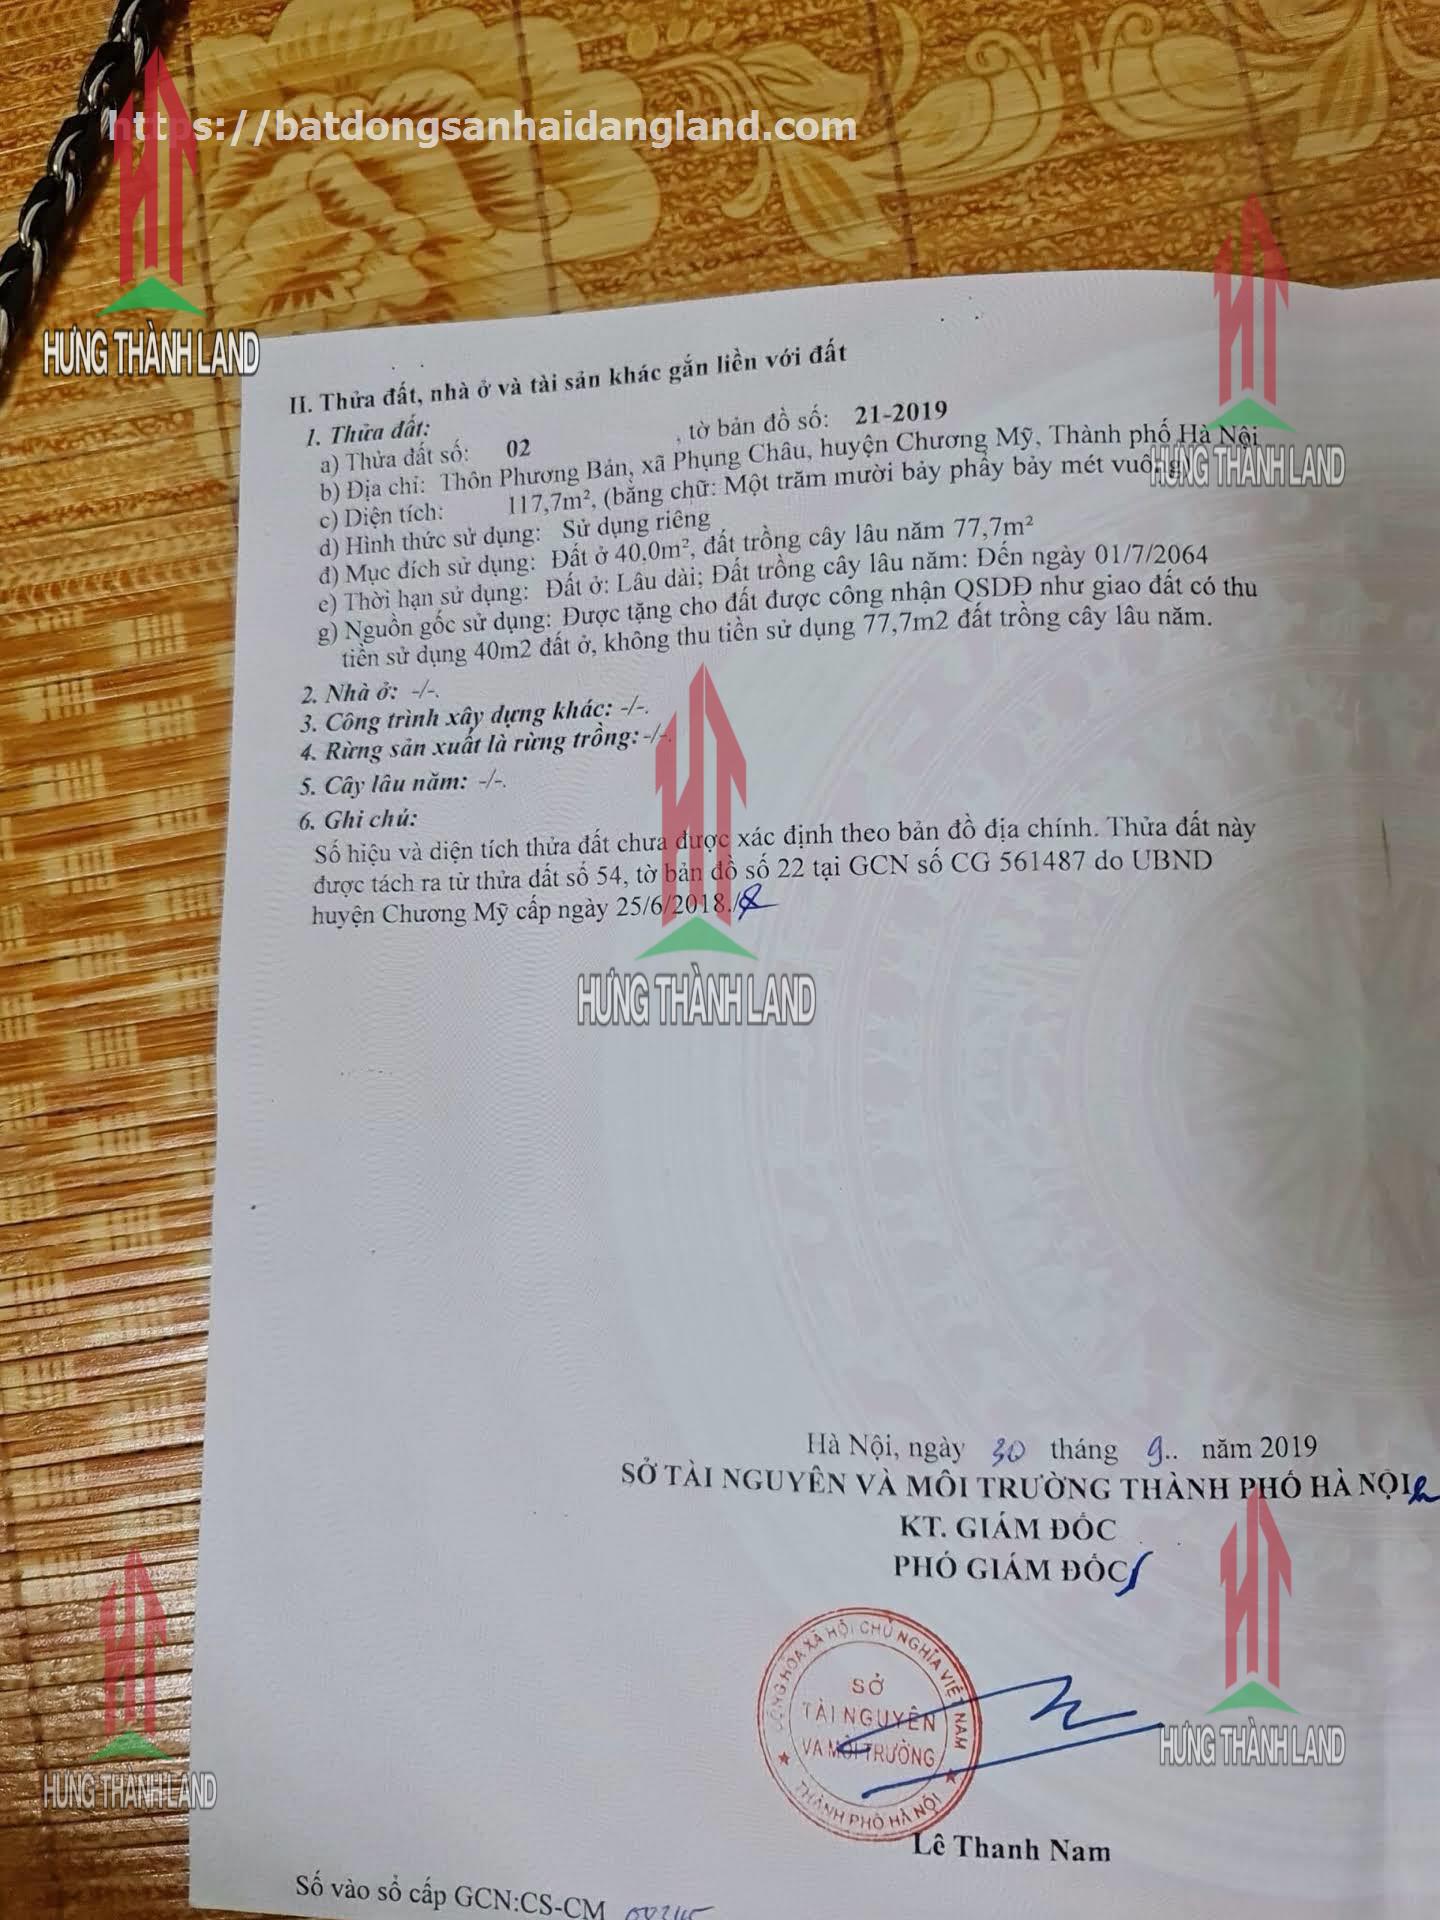 https://batdongsanhaidangland.com
HƯNG THÀNH LAND
II. Thửa đất, nhà ở và tài sản khác gắn liền với đất
1. Thửa đất:
a) Thửa đất số: 02 , tờ bản đồ số: 21-2019
b) Địa chỉ: Thôn Phương Bản, xã Phụng Châu, huyện Chương Mỹ, Thành phố Hà Nội
c) Diện tích: 117,7m², (bằng chữ: Một trăm mười bảy phẩy bảy mét vuông)
HƯNG THÀNH LAND
d) Hình thức sử dụng: Sử dụng riêng
đ) Mục đích sử dụng: Đất ở 40,0m², đất trồng cây lâu năm 77,7m²
e) Thời hạn sử dụng: Đất ở: Lâu dài; Đất trồng cây lâu năm: Đến ngày 01/7/2064
g) Nguồn gốc sử dụng: Được tặng cho đất được công nhận QSDĐ như giao đất có thu
tiền sử dụng 40m2 đất ở, không thu tiền sử dụng 77,7m2 đất trồng cây lâu năm.
2. Nhà ở: -/-.
3. Công trình xây dựng khác: -/-.
4. Rừng sản xuất là rừng trồng: -/-.
5. Cây lâu năm: -/-.
6. Ghi chú:
Số hiệu và diện tích thửa đất chưa được xác định theo bản đồ địa chính. Thửa đất này
được tách ra từ thửa đất số 54, tờ bản đồ số 22 tại GCN số CG 561487 do UBND
huyện Chương Mỹ cấp ngày 25/6/2018./
HƯNG THÀNH LAND
Hà Nội, ngày 30 tháng 9.. năm 2019
SỞ TÀI NGUYÊN VÀ MÔI TRƯỜNG THÀNH PHỐ HÀ NỘI
KT. GIÁM ĐỐC
PHÓ GIÁM ĐỐC
CỘNG HÒA XÃ HỘI CHỦ NGHĨA VIỆT NAM
SỞ
TÀI NGUYÊN
VÀ MÔI TRƯỜNG
THÀNH PHỐ HÀ NỘI
HƯNG THÀNH LAND
HƯNG THÀNH LAND
Lê Thanh Nam
Số vào sổ cấp GCN:CS-CM